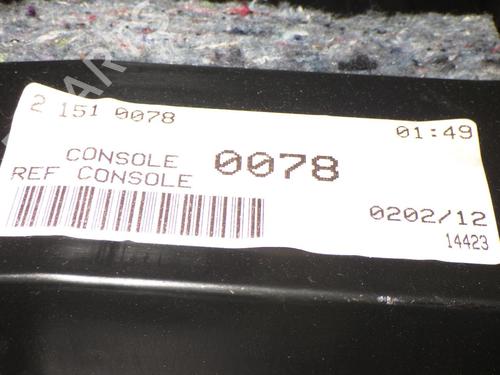 2 151 0078 01:49
CONSOLE 0078
REF CONSOLE
0202/12
14423